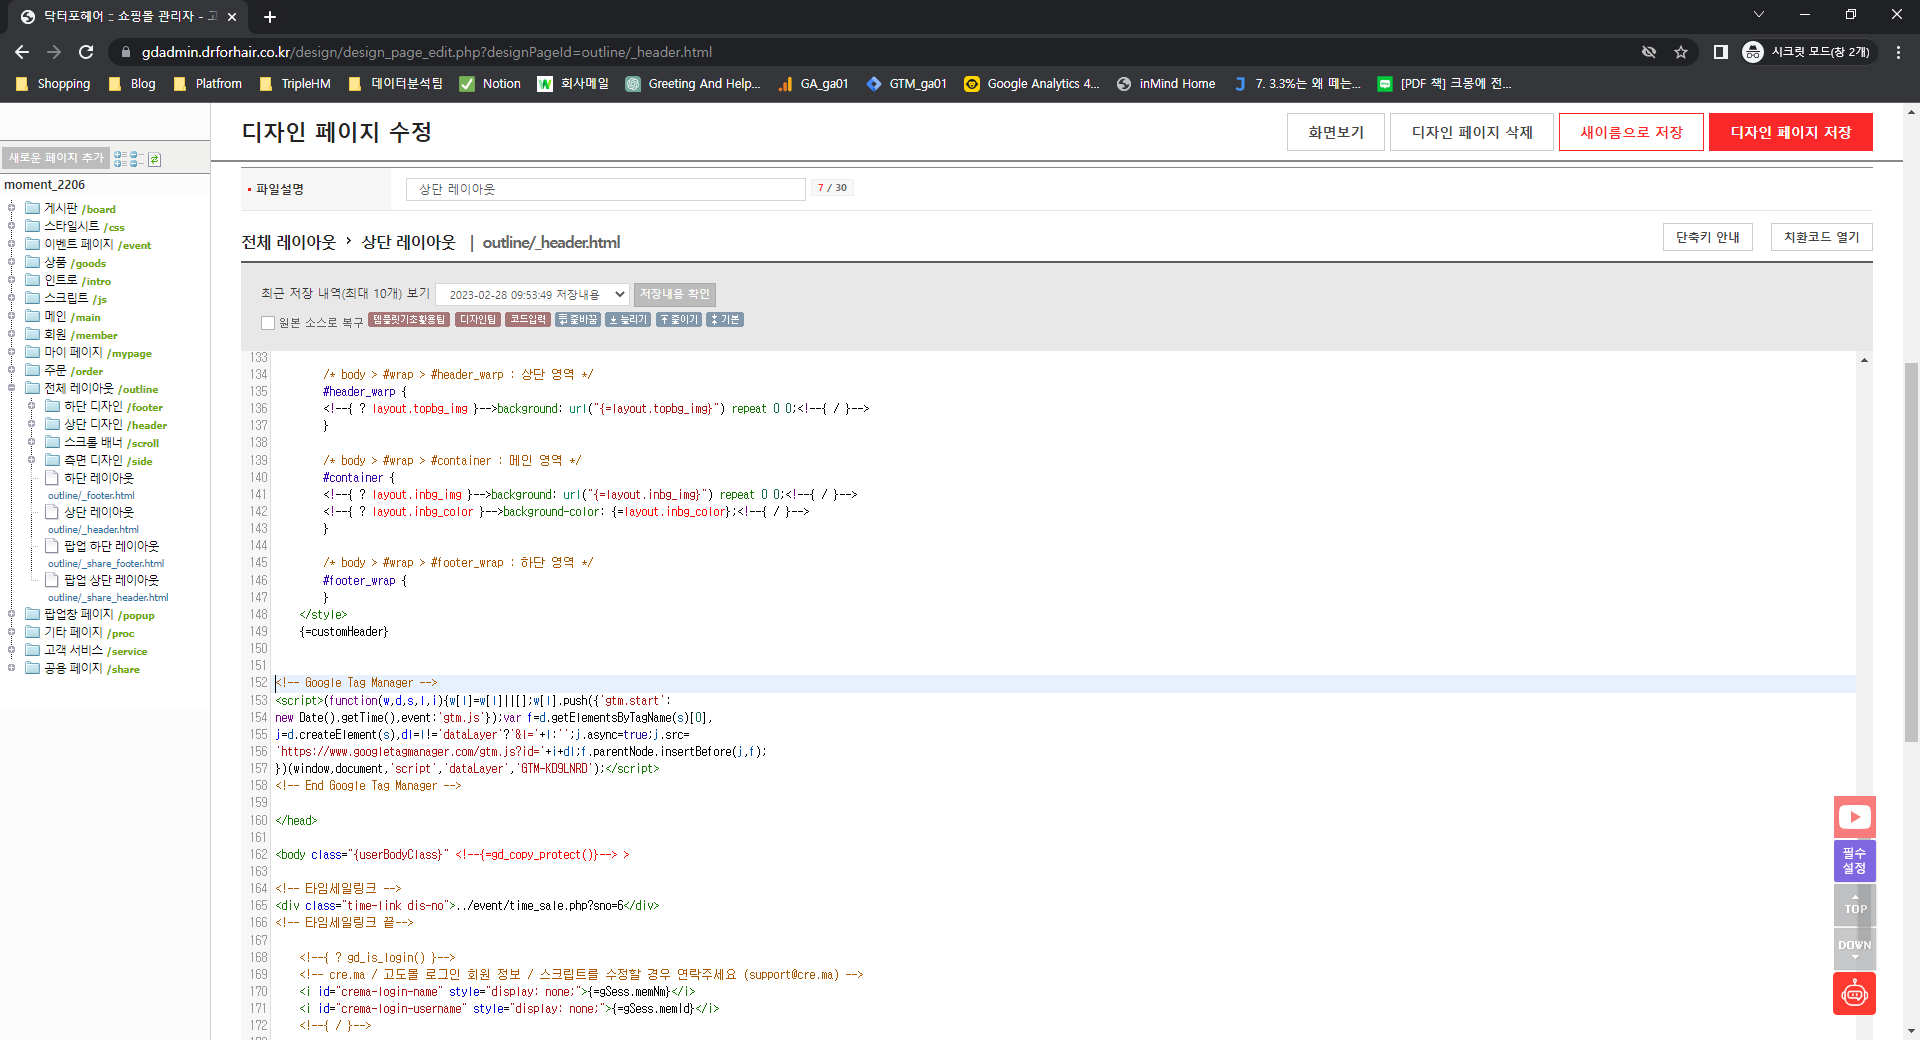 닥터포헤어 :: 쇼핑몰 관리자 - 고
gdadmin.drforhair.co.kr/design/design_page_edit.php?designPageId=outline/_header.html
시크릿 모드(창 2개)
Shopping
Blog
Platfrom
TripleHM
데이터분석팀
Notion
회사메일
Greeting And Help...
GA_ga01
GTM_ga01
Google Analytics 4...
inMind Home
7. 3.3%는 왜 떼는...
[PDF 책] 크몽에 전...
디자인 페이지 수정
화면보기
디자인 페이지 삭제
새이름으로 저장
디자인 페이지 저장
새로운 페이지 추가
moment_2206
게시판 /board
스타일시트 /css
이벤트 페이지 /event
상품 /goods
인트로 /intro
스크립트 /js
메인 /main
회원 /member
마이 페이지 /mypage
주문 /order
전체 레이아웃 /outline
하단 디자인 /footer
상단 디자인 /header
스크롤 배너 /scroll
측면 디자인 /side
하단 레이아웃
outline/_footer.html
상단 레이아웃
outline/_header.html
팝업 하단 레이아웃
outline/_share_footer.html
팝업 상단 레이아웃
outline/_share_header.html
팝업창 페이지 /popup
기타 페이지 /proc
고객 서비스 /service
공용 페이지 /share
파일설명
상단 레이아웃
7 / 30
전체 레이아웃 > 상단 레이아웃 | outline/_header.html
단축키 안내
치환코드 열기
최근 저장 내역(최대 10개) 보기
2023-02-28 09:53:49 저장내용
저장내용 확인
원본 소스로 복구
템플릿기초활용팁
디자인팁
코드입력
줄바꿈
늘리기
줄이기
기본
133
134 /* body > #wrap > #header_warp : 상단 영역 */
135 #header_warp {
136 <!--{ ? layout.topbg_img }-->background: url("{=layout.topbg_img}") repeat 0 0;<!--{ / }-->
137 }
138
139 /* body > #wrap > #container : 메인 영역 */
140 #container {
141 <!--{ ? layout.inbg_img }-->background: url("{=layout.inbg_img}") repeat 0 0;<!--{ / }-->
142 <!--{ ? layout.inbg_color }-->background-color: {=layout.inbg_color};<!--{ / }-->
143 }
144
145 /* body > #wrap > #footer_wrap : 하단 영역 */
146 #footer_wrap {
147 }
148 </style>
149 {=customHeader}
150
151
152 <!-- Google Tag Manager -->
153 <script>(function(w,d,s,l,i){w[l]=w[l]||[];w[l].push({'gtm.start':
154 new Date().getTime(),event:'gtm.js'});var f=d.getElementsByTagName(s)[0],
155 j=d.createElement(s),dl=l!='dataLayer'?'&l='+l:'';j.async=true;j.src=
156 'https://www.googletagmanager.com/gtm.js?id='+i+dl;f.parentNode.insertBefore(j,f);
157 })(window,document,'script','dataLayer','GTM-KD9LNRD');</script>
158 <!-- End Google Tag Manager -->
159
160 </head>
161
162 <body class="{userBodyClass}" <!--{=gd_copy_protect()}--> >
163
164 <!-- 타임세일링크 -->
165 <div class="time-link dis-no">../event/time_sale.php?sno=6</div>
166 <!-- 타임세일링크 끝-->
167
168 <!--{ ? gd_is_login() }-->
169 <!-- cre.ma / 고도몰 로그인 회원 정보 / 스크립트를 수정할 경우 연락주세요 (support@cre.ma) -->
170 <i id="crema-login-name" style="display: none;">{=gSess.memNm}</i>
171 <i id="crema-login-username" style="display: none;">{=gSess.memId}</i>
172 <!--{ / }-->
필수
설정
TOP
DOWN